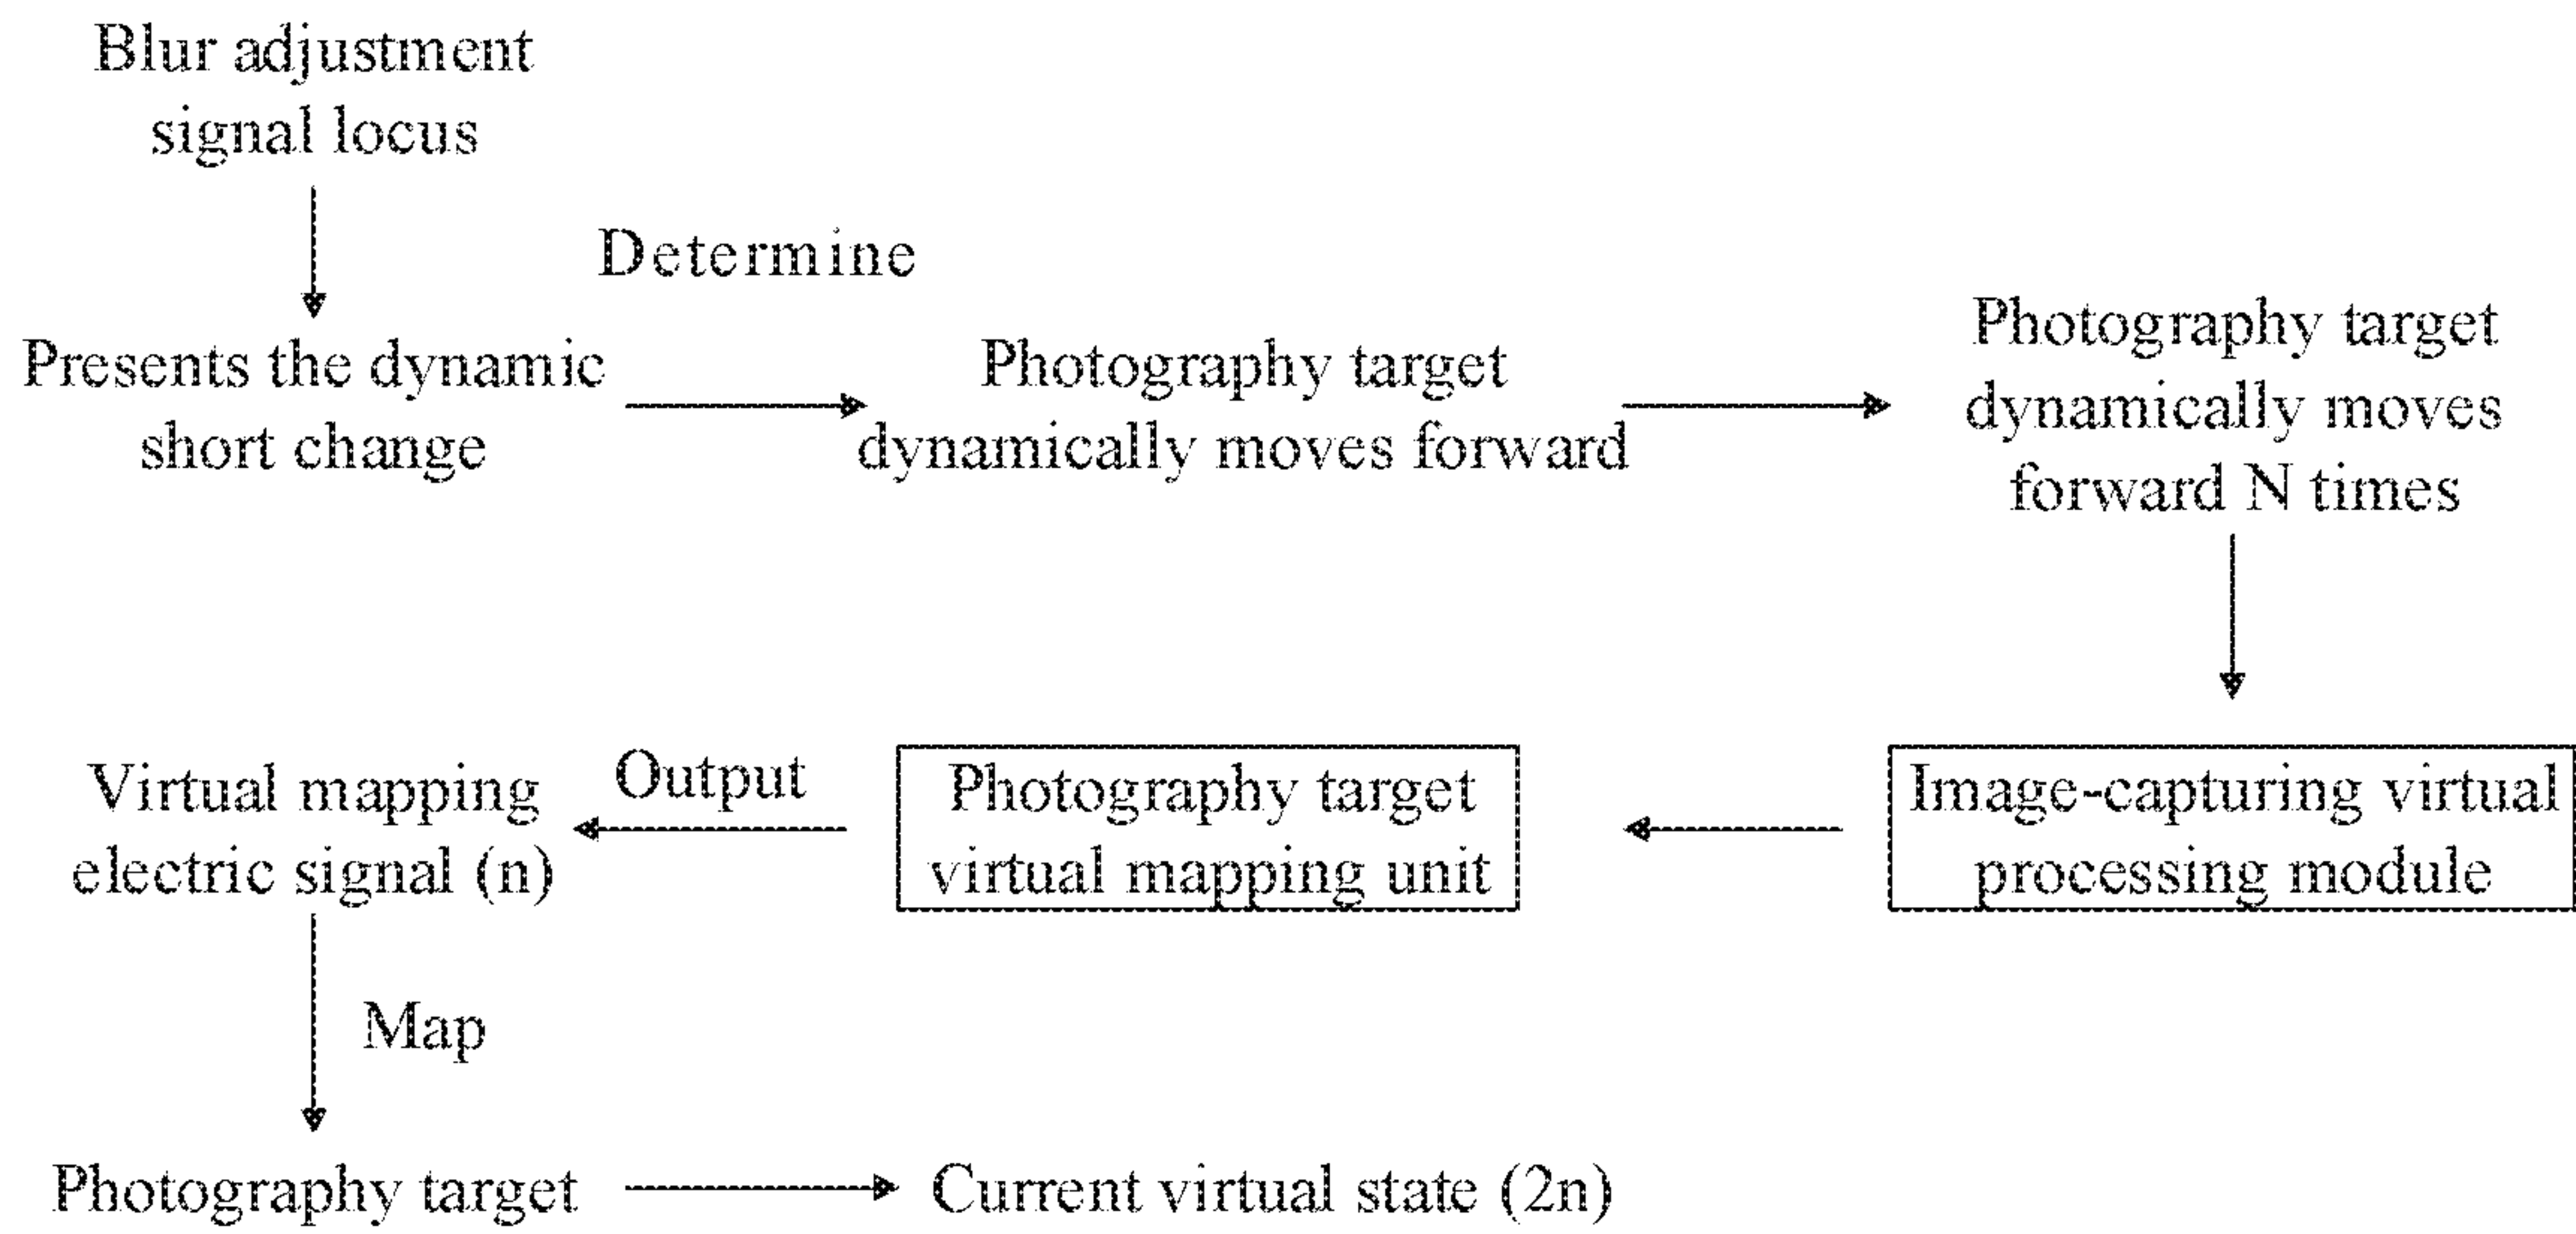 Blur adjustment
signal locus
Determine
Presents the dynamic
short change
Photography target
dynamically moves forward
Photography target
dynamically moves
forward N times
Image-capturing virtual
processing module
Photography target
virtual mapping unit
Output
Virtual mapping
electric signal (n)
Map
Photography target
Current virtual state (2n)